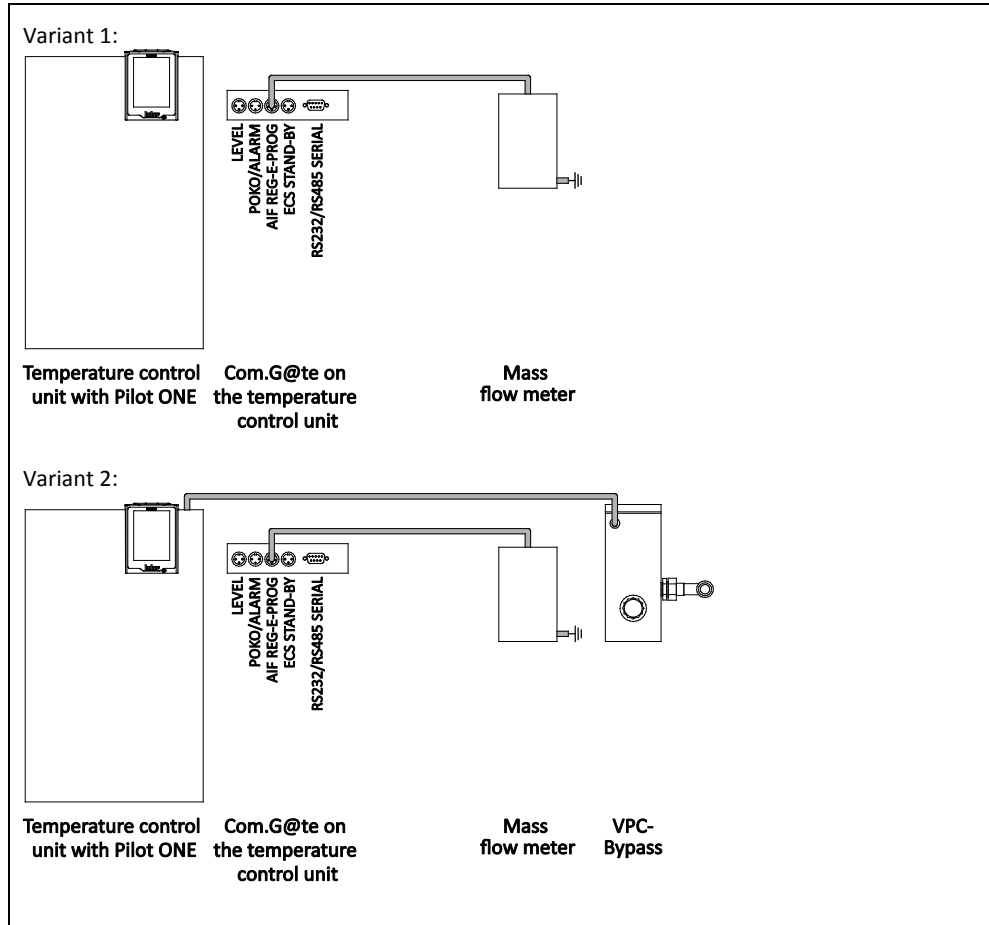 Variant 1:
huber
LEVEL
POKO/ALARM
AIF REG-E-PROG
ECS STAND-BY
RS232/RS485 SERIAL
Temperature control
unit with Pilot ONE
Com.G@te on
the temperature
control unit
Mass
flow meter
Variant 2:
huber
LEVEL
POKO/ALARM
AIF REG-E-PROG
ECS STAND-BY
RS232/RS485 SERIAL
Temperature control
unit with Pilot ONE
Com.G@te on
the temperature
control unit
Mass
flow meter
VPC-
Bypass